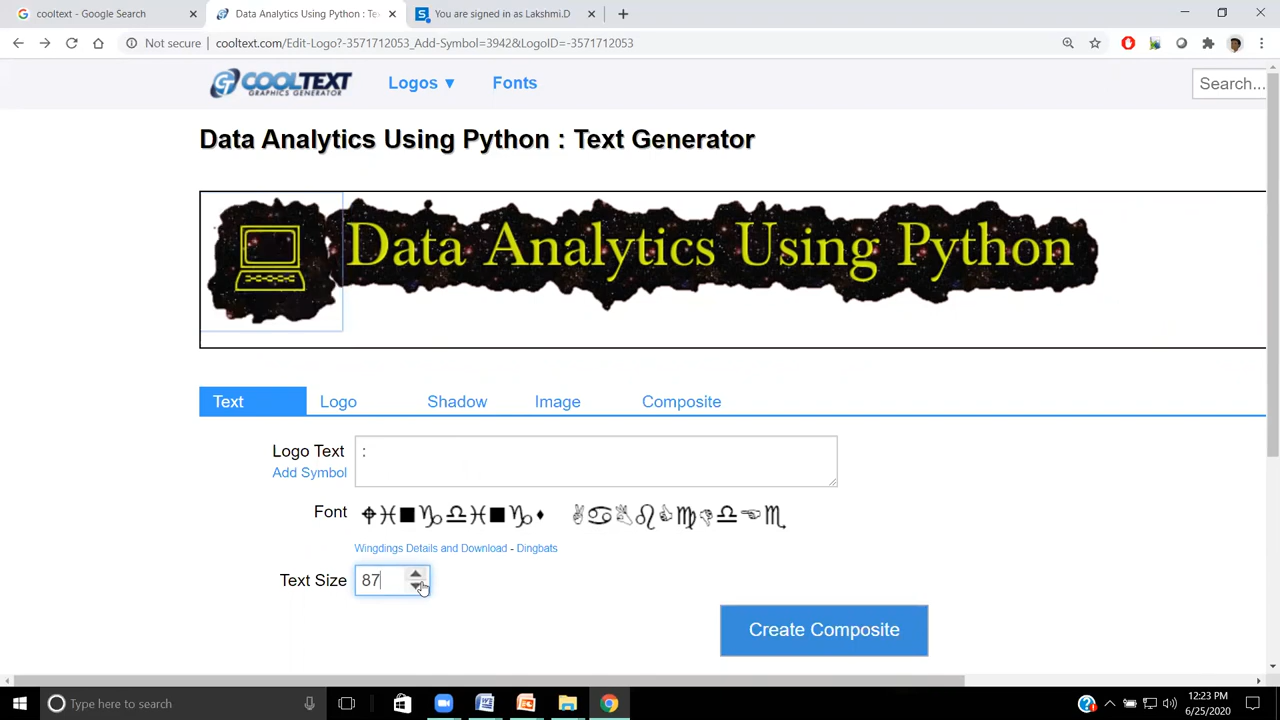 cooltext - Google Search
Data Analytics Using Python : Te
You are signed in as Lakshmi.D
Not secure
cooltext.com/Edit-Logo?-3571712053_Add-Symbol=3942&LogoID=-3571712053
COOLTEXT
GRAPHICS GENERATOR
Logos ▼
Fonts
Search...
Data Analytics Using Python : Text Generator
Data Analytics Using Python
Text
Logo
Shadow
Image
Composite
Logo Text
:
Add Symbol
Font
Wingdings Details and Download - Dingbats
Text Size
87
Create Composite
Type here to search
12:23 PM
6/25/2020